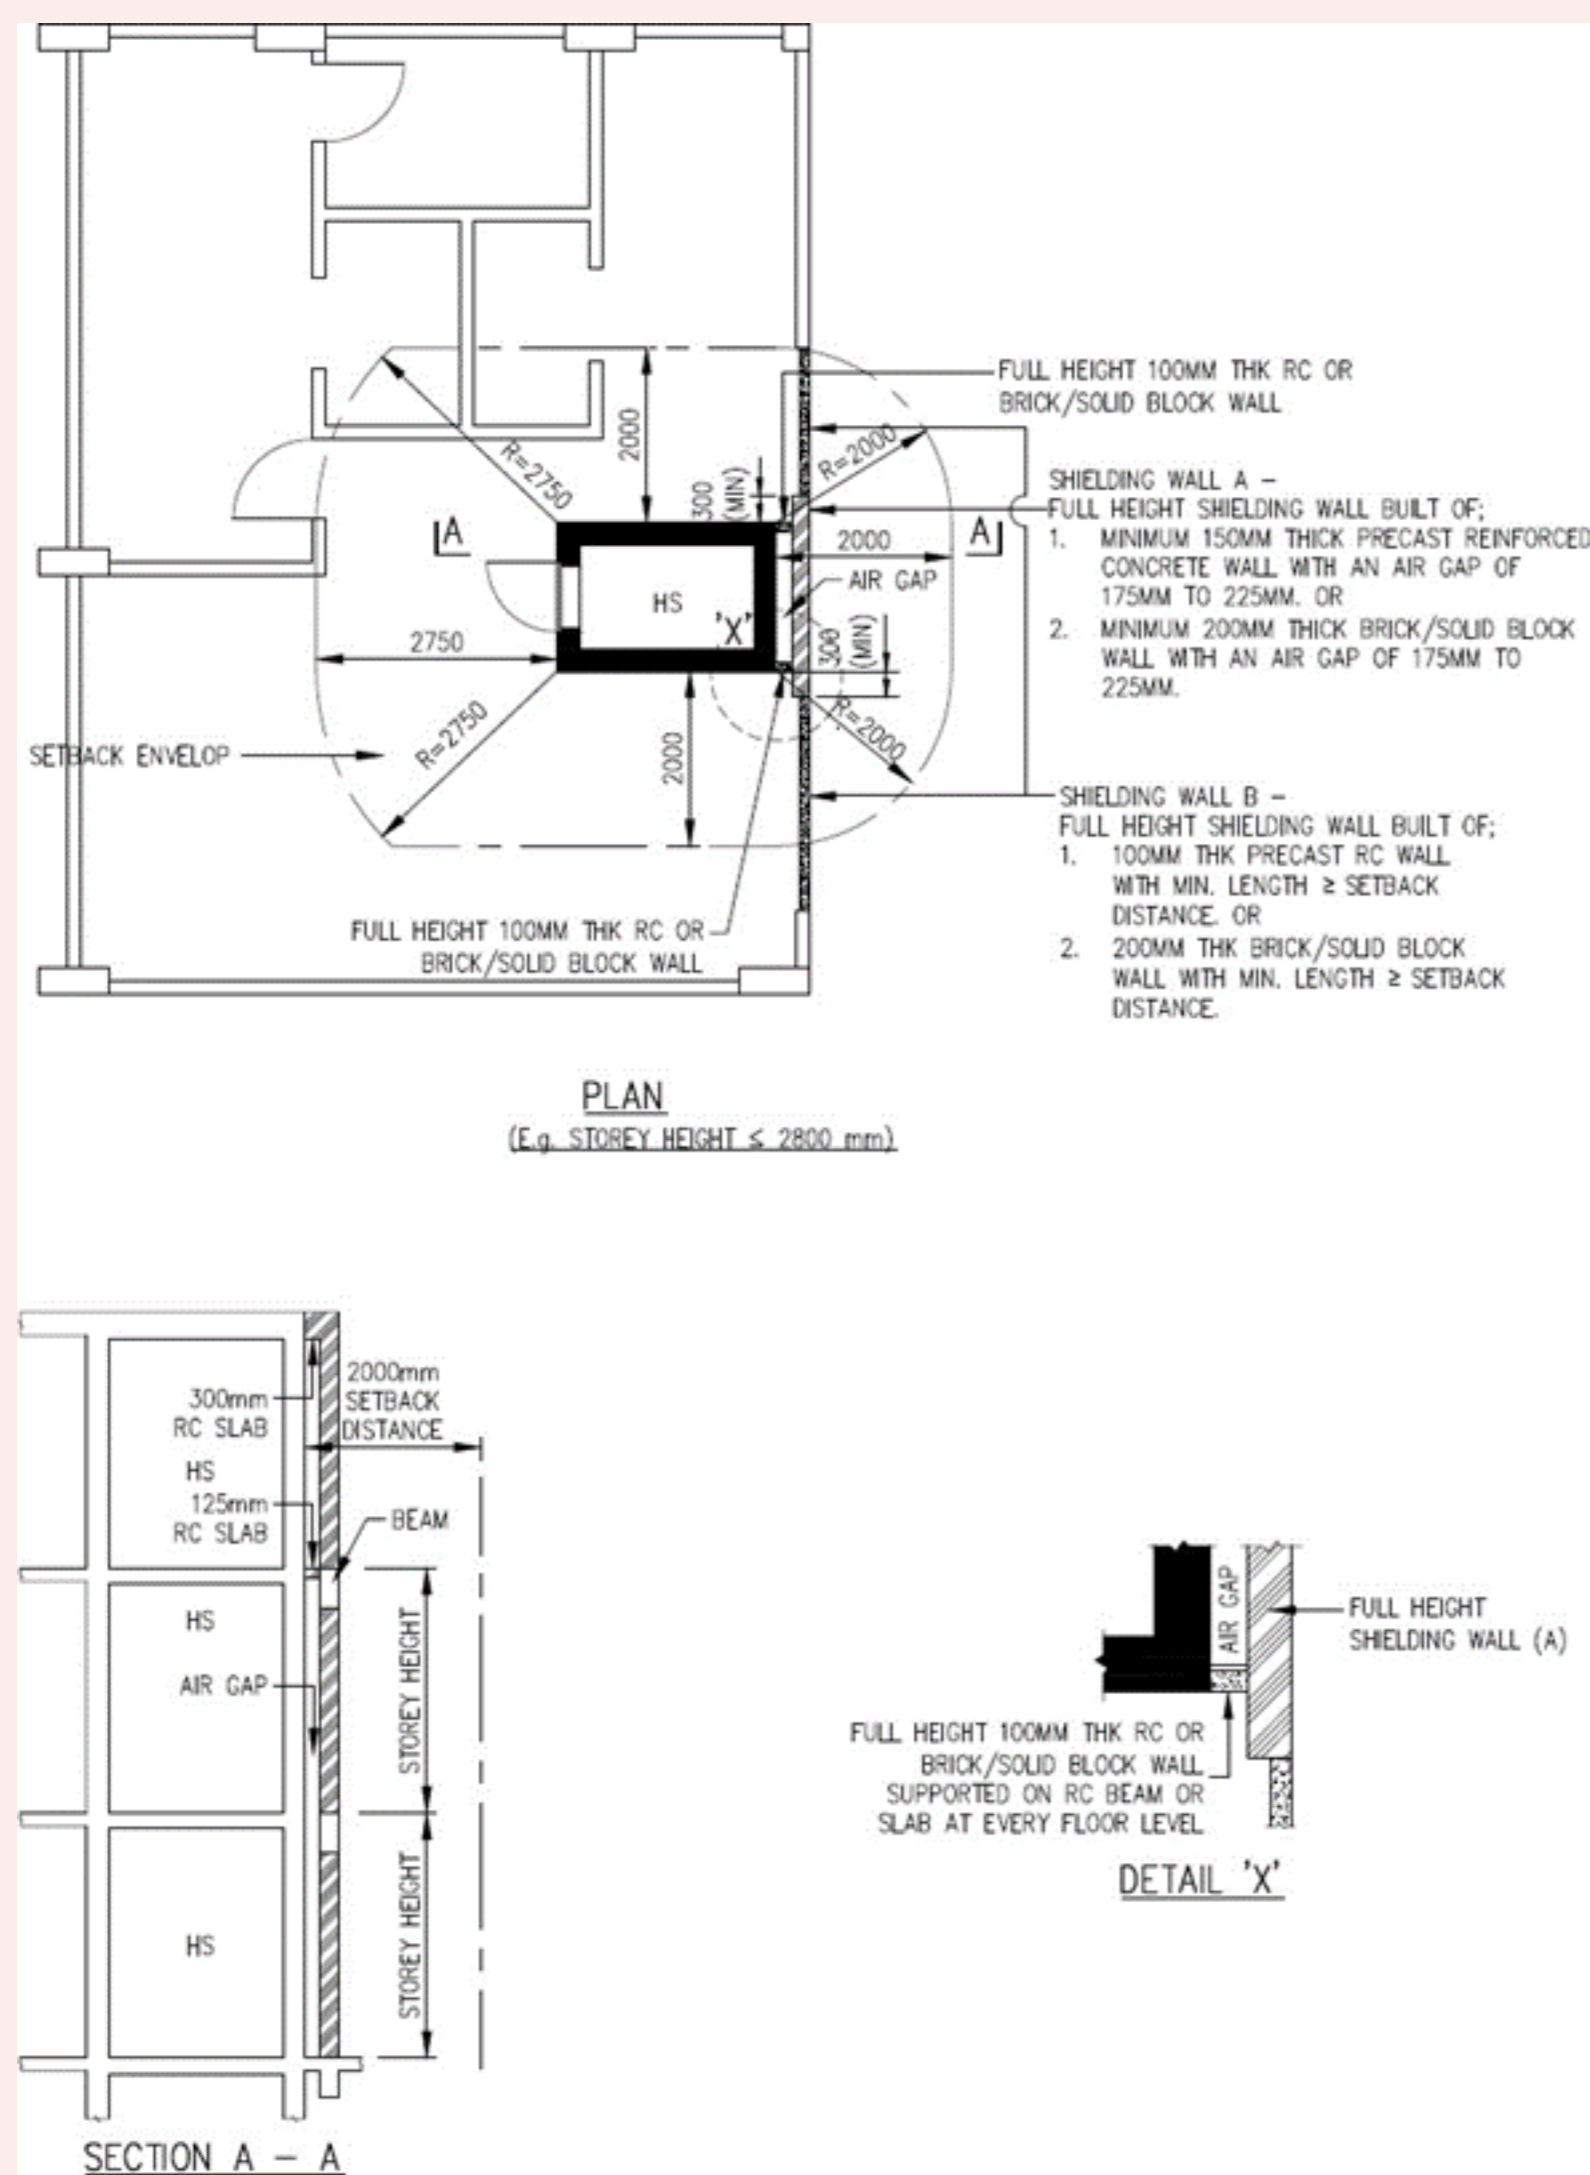 FULL HEIGHT 100MM THK RC OR
BRICK/SOLID BLOCK WALL
R=2750
2000
300
(MIN)
R=2000
SHIELDING WALL A –
FULL HEIGHT SHIELDING WALL BUILT OF;
1. MINIMUM 150MM THICK PRECAST REINFORCED
CONCRETE WALL WITH AN AIR GAP OF
175MM TO 225MM. OR
2. MINIMUM 200MM THICK BRICK/SOLID BLOCK
WALL WITH AN AIR GAP OF 175MM TO
225MM.
A
2000
A
AIR GAP
HS
'X'
300
(MIN)
2750
R=2750
2000
R=2000
SETBACK ENVELOP
SHIELDING WALL B –
FULL HEIGHT SHIELDING WALL BUILT OF;
1. 100MM THK PRECAST RC WALL
WITH MIN. LENGTH ≥ SETBACK
DISTANCE. OR
2. 200MM THK BRICK/SOLID BLOCK
WALL WITH MIN. LENGTH ≥ SETBACK
DISTANCE.
FULL HEIGHT 100MM THK RC OR
BRICK/SOLID BLOCK WALL
PLAN
(E.g. STOREY HEIGHT ≤ 2800 mm)
300mm
RC SLAB
2000mm
SETBACK
DISTANCE
HS
125mm
RC SLAB
BEAM
HS
AIR GAP
STOREY HEIGHT
HS
STOREY HEIGHT
SECTION A – A
AIR GAP
FULL HEIGHT
SHIELDING WALL (A)
FULL HEIGHT 100MM THK RC OR
BRICK/SOLID BLOCK WALL
SUPPORTED ON RC BEAM OR
SLAB AT EVERY FLOOR LEVEL
DETAIL 'X'